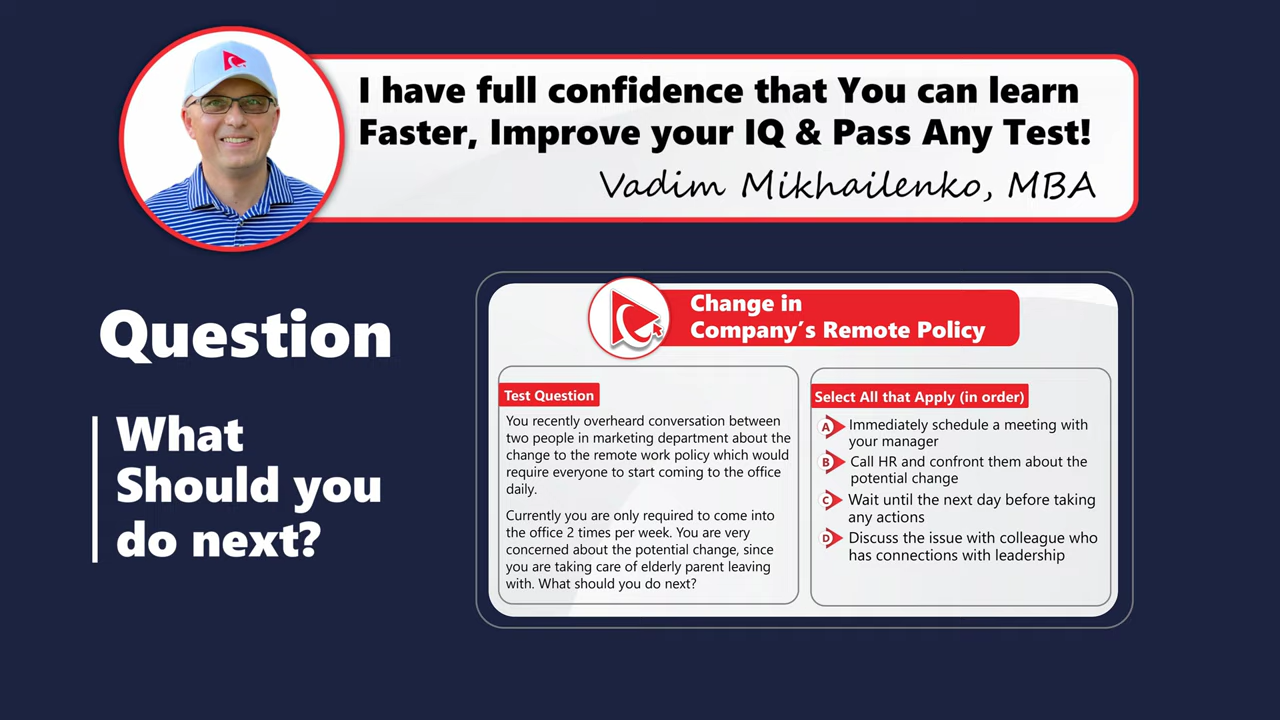 I have full confidence that You can learn
Faster, Improve your IQ & Pass Any Test!
Vadim Mikhailenko, MBA
Question
What
Should you
do next?
Change in
Company's Remote Policy
Test Question
You recently overheard conversation between
two people in marketing department about the
change to the remote work policy which would
require everyone to start coming to the office
daily.
Currently you are only required to come into
the office 2 times per week. You are very
concerned about the potential change, since
you are taking care of elderly parent leaving
with. What should you do next?
Select All that Apply (in order)
A Immediately schedule a meeting with
your manager
B Call HR and confront them about the
potential change
C Wait until the next day before taking
any actions
D Discuss the issue with colleague who
has connections with leadership